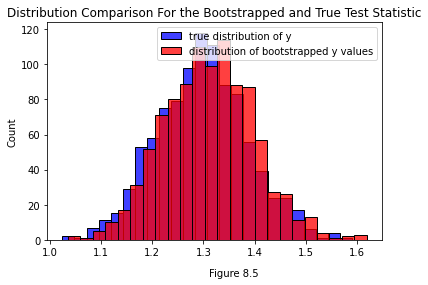 Distribution Comparison For the Bootstrapped and True Test Statistic
true distribution of y
distribution of bootstrapped y values
120
100
80
60
40
20
0
Count
1.0 1.1 1.2 1.3 1.4 1.5 1.6
Figure 8.5